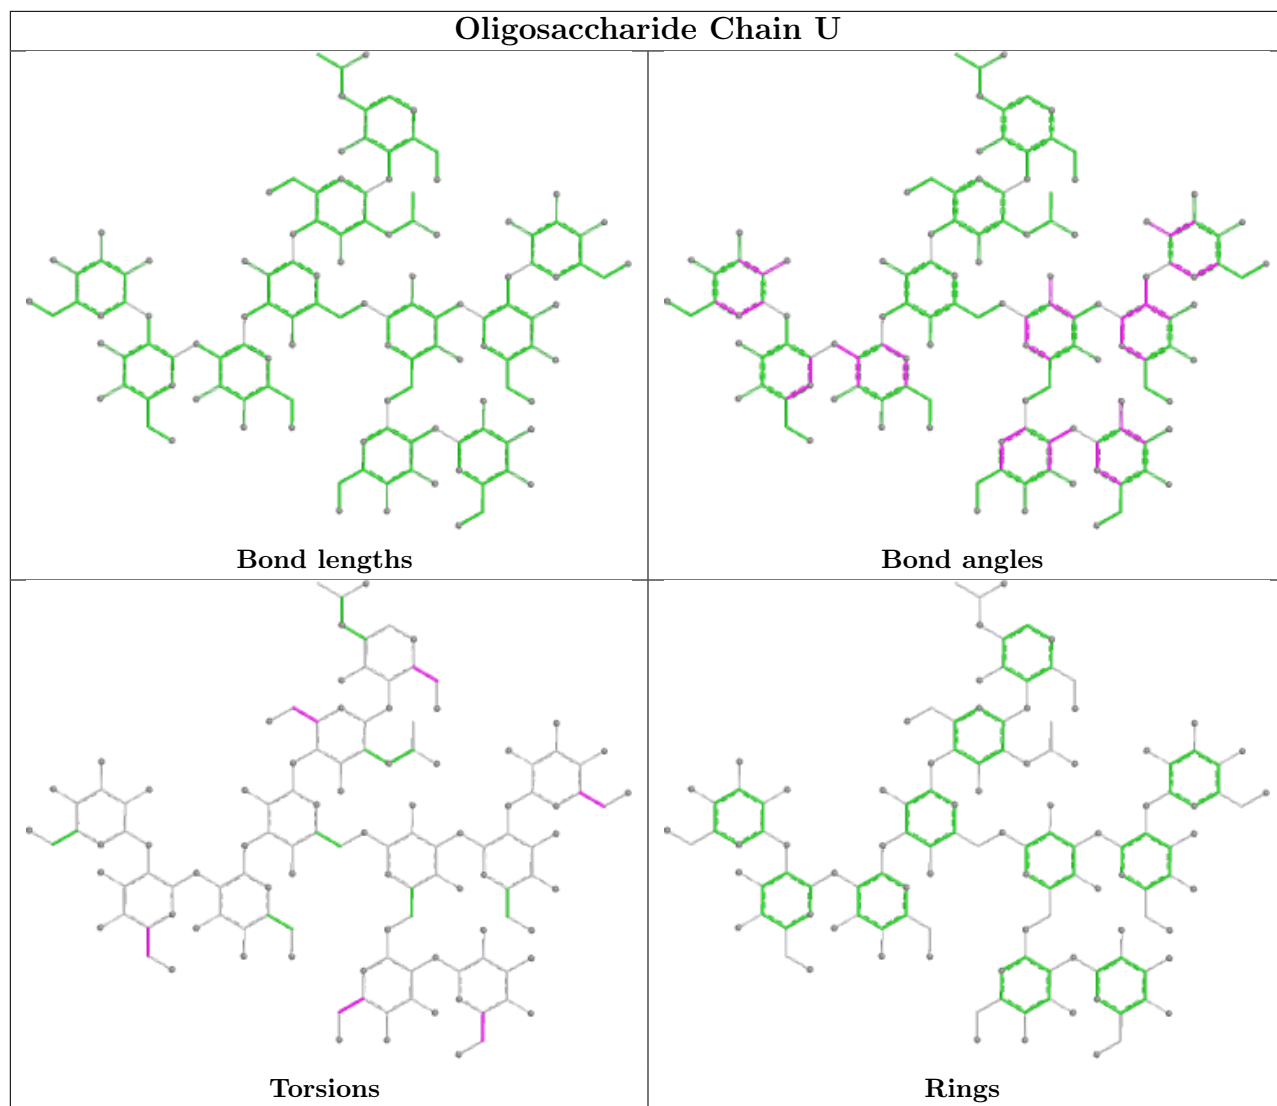 Oligosaccharide Chain U
Bond lengths
Bond angles
Torsions
Rings